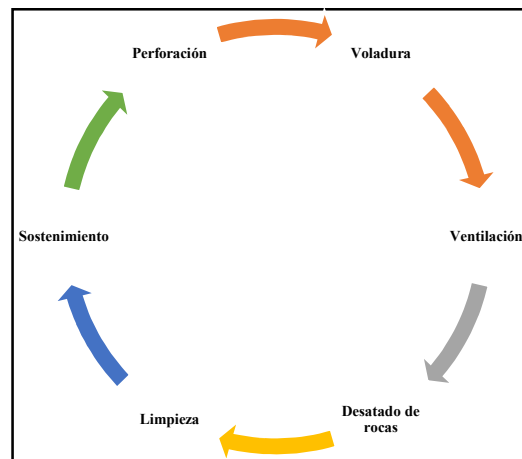 Perforación
Voladura
Ventilación
Desatado de
rocas
Limpieza
Sostenimiento